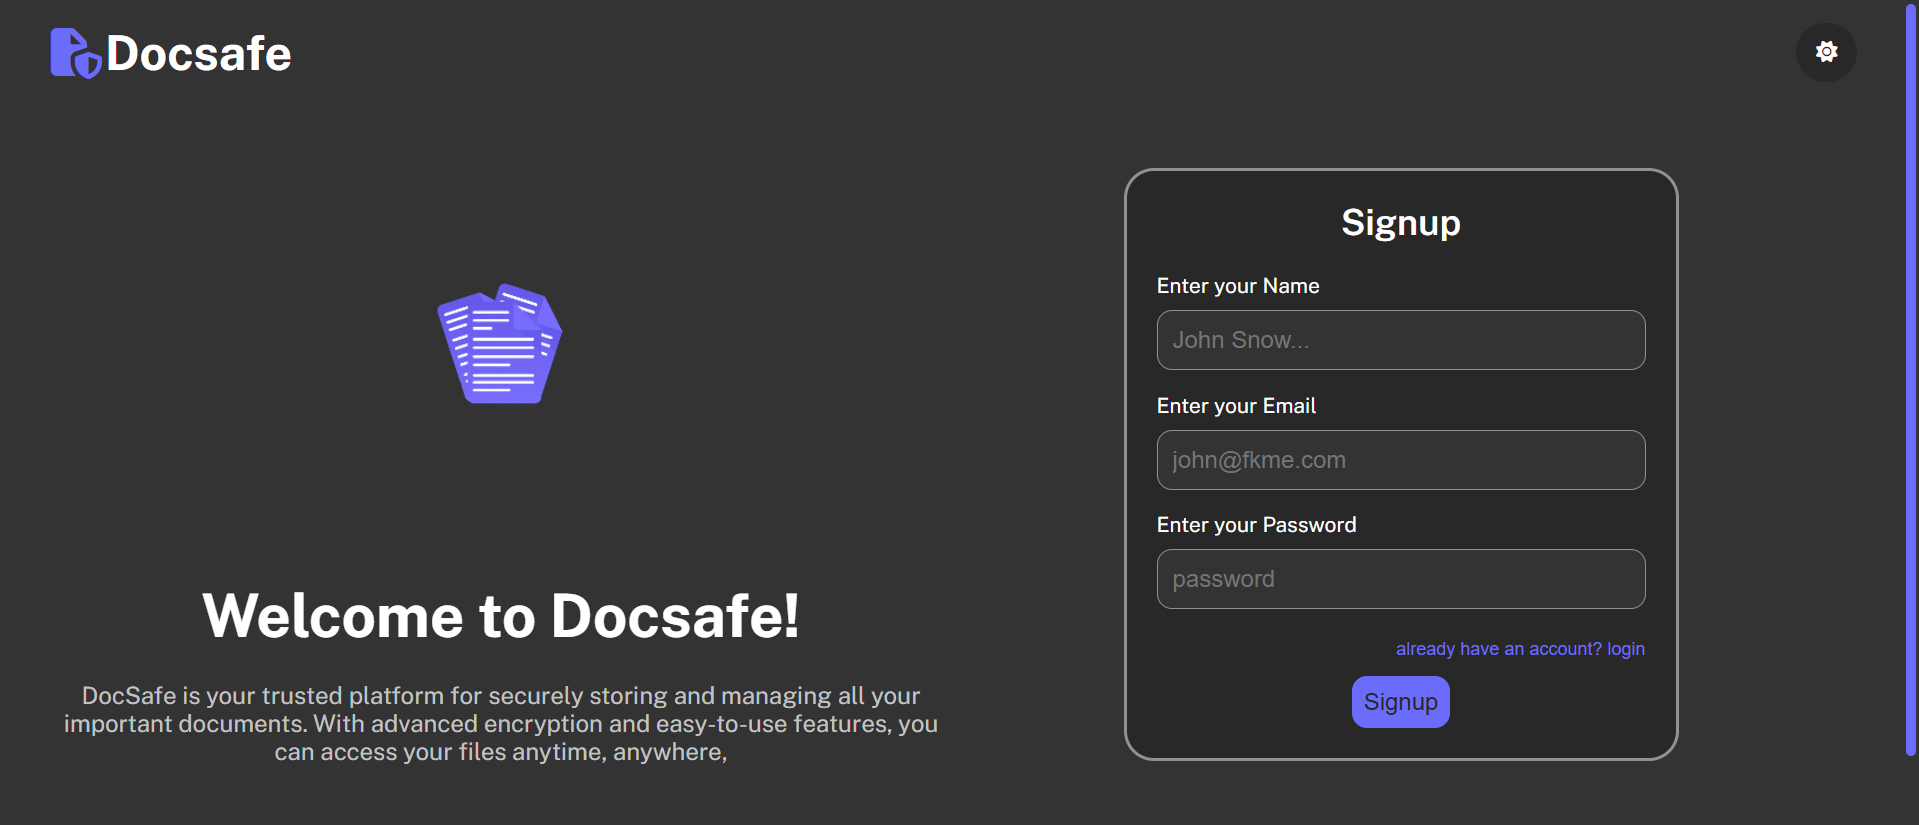 Docsafe
Welcome to Docsafe!
DocSafe is your trusted platform for securely storing and managing all your
important documents. With advanced encryption and easy-to-use features, you
can access your files anytime, anywhere,
Signup
Enter your Name
John Snow...
Enter your Email
john@fkme.com
Enter your Password
password
already have an account? login
Signup